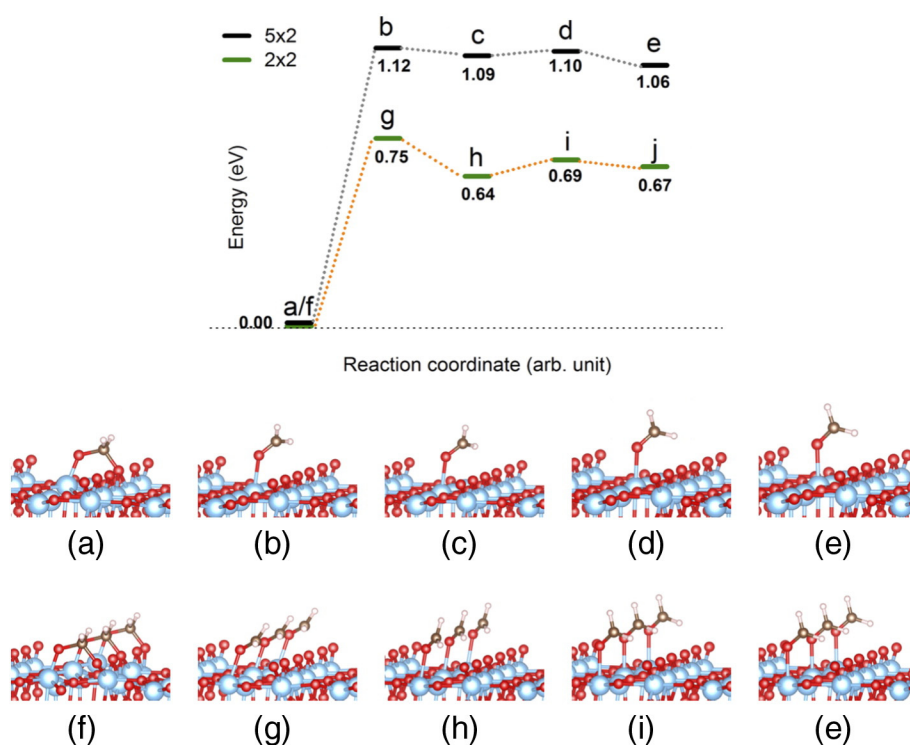 5x2
2x2
b
1.12
c
1.09
d
1.10
e
1.06
g
0.75
h
0.64
i
0.69
j
0.67
Energy (eV)
a/f
0.00
Reaction coordinate (arb. unit)
(a) (b) (c) (d) (e)
(f) (g) (h) (i) (e)